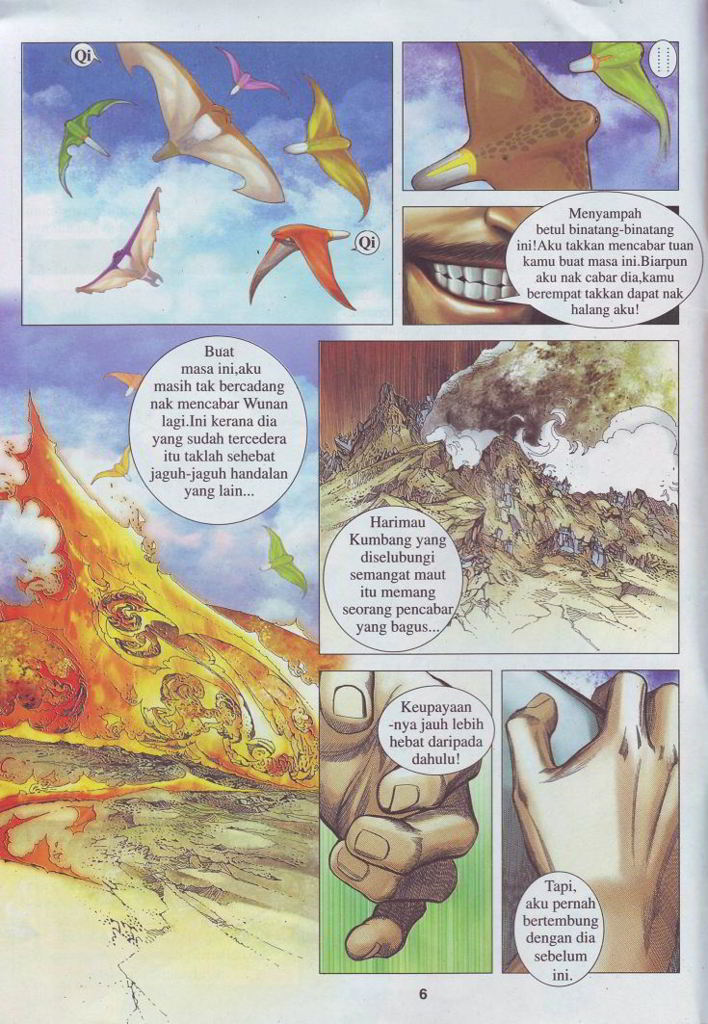 Qi
Qi
Menyampah
betul binatang-binatang
ini!Aku takkan mencabar tuan
kamu buat masa ini.Biarpun
aku nak cabar dia,kamu
berempat takkan dapat nak
halang aku!
Buat
masa ini,aku
masih tak bercadang
nak mencabar Wunan
lagi.Ini kerana dia
yang sudah tercedera
itu taklah sehebat
jaguh-jaguh handalan
yang lain...
Harimau
Kumbang yang
diselubungi
semangat maut
itu memang
seorang pencabar
yang bagus...
Keupayaan
-nya jauh lebih
hebat daripada
dahulu!
Tapi,
aku pernah
bertembung
dengan dia
sebelum
ini.
6